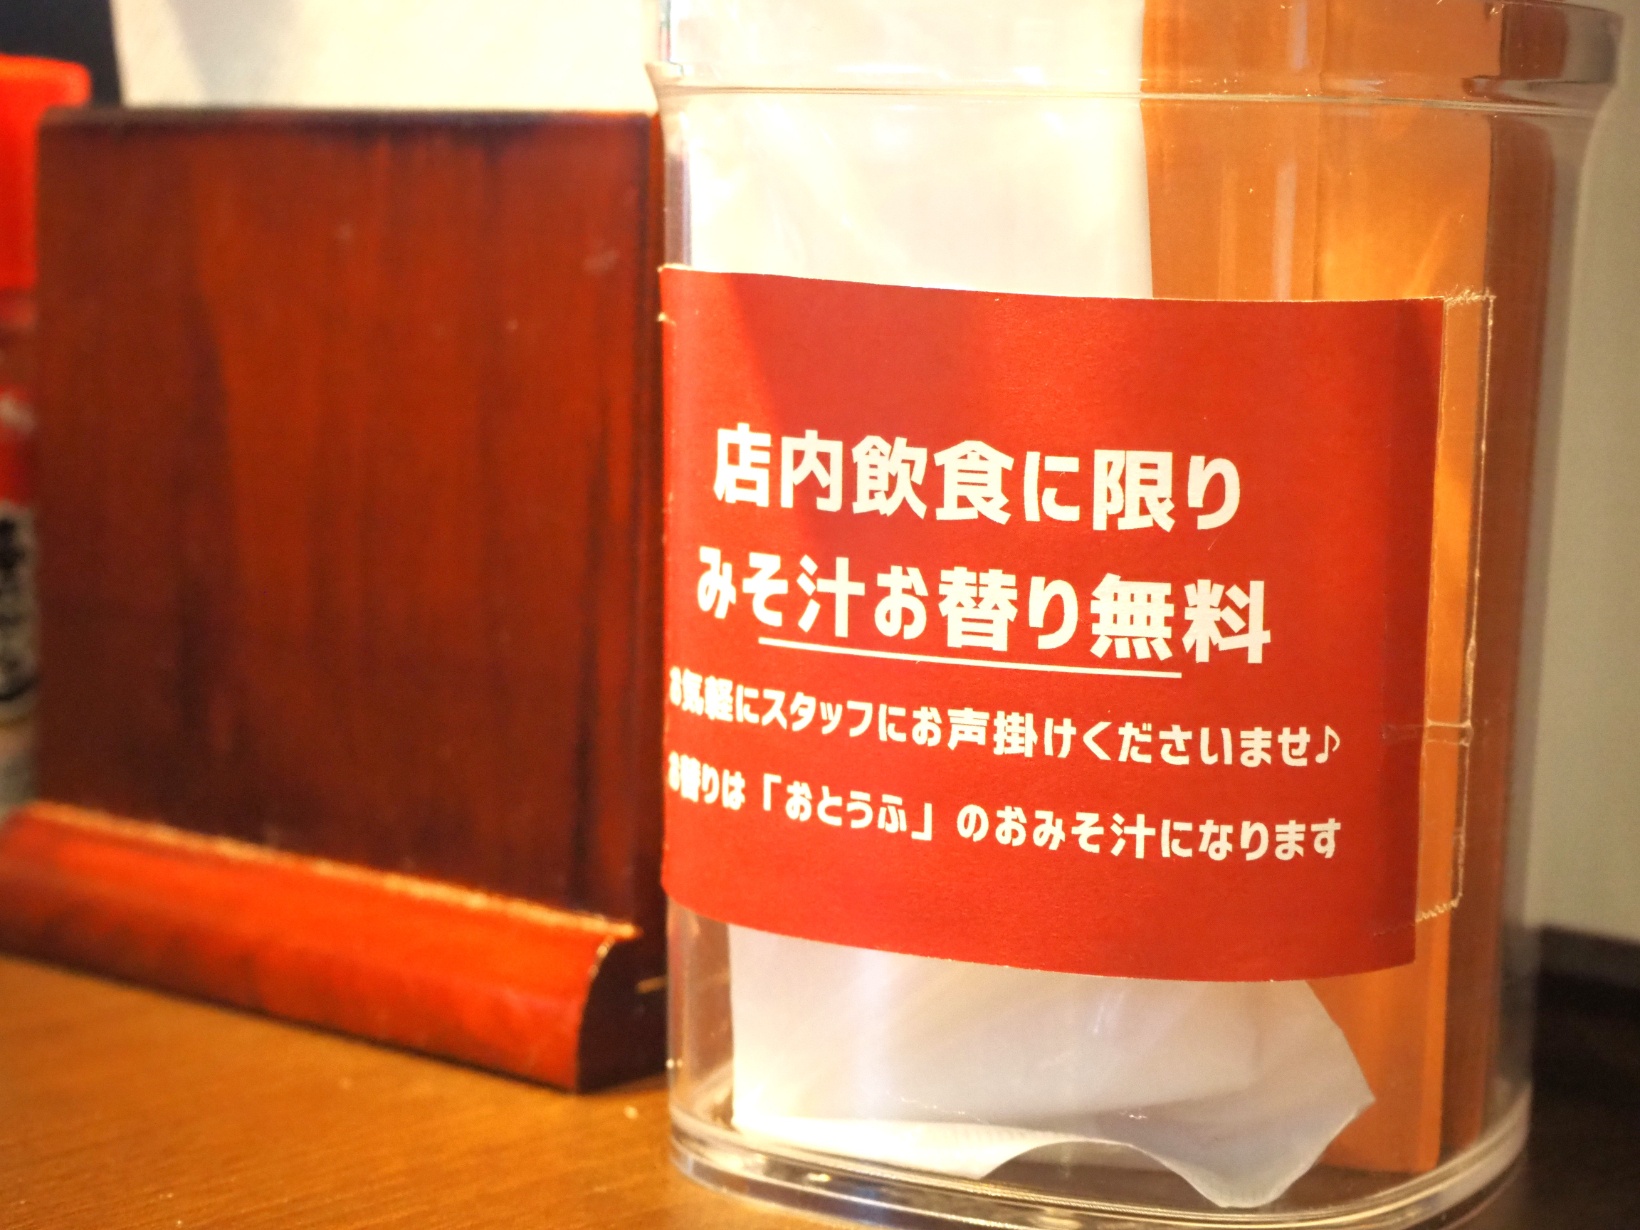 店内飲食に限り
みそ汁お替り無料
お気軽にスタッフにお声掛けくださいませ♪
お替りは「おとうふ」のおみそ汁になります